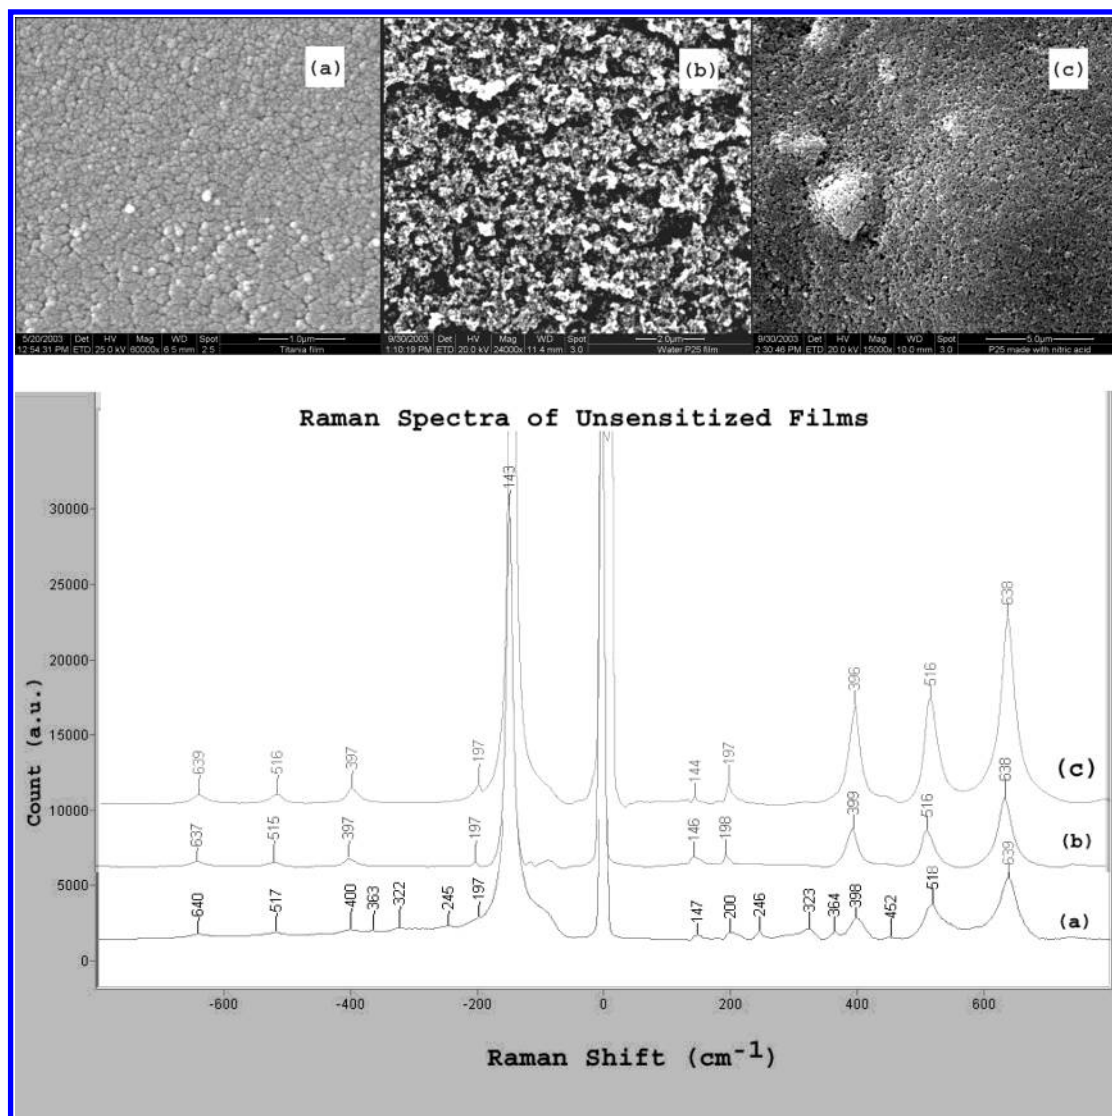 (a)
(b)
(c)
5/20/2003 Det HV Mag WD Spot 1.0µm
12:54:31 PM ETD 25.0 kV 60000x 6.5 mm 2.5 Titania film
9/30/2003 Det HV Mag WD Spot 2.0µm
1:10:19 PM ETD 20.0 kV 24000x 11.4 mm 3.0 Water P25 film
9/30/2003 Det HV Mag WD Spot 5.0µm
2:30:46 PM ETD 20.0 kV 15000x 10.0 mm 3.0 P25 made with nitric acid
Raman Spectra of Unsensitized Films
Count (a.u.)
30000
25000
20000
15000
10000
5000
0
143
639 516 397 197 144 197 396 516 638
(c)
637 515 397 197 146 198 399 516 638
(b)
640 517 400 363 322 245 197 147 200 246 323 364 398 452 518 639
(a)
-600 -400 -200 0 200 400 600
Raman Shift (cm⁻¹)